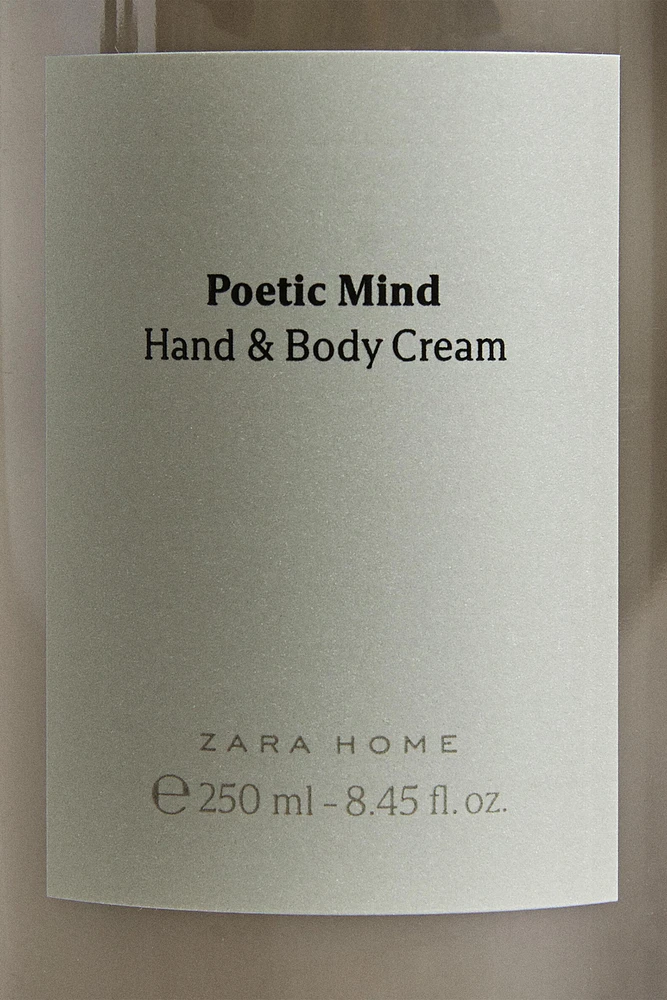 Poetic Mind
Hand & Body Cream
ZARA HOME
℮ 250 ml – 8.45 fl. oz.